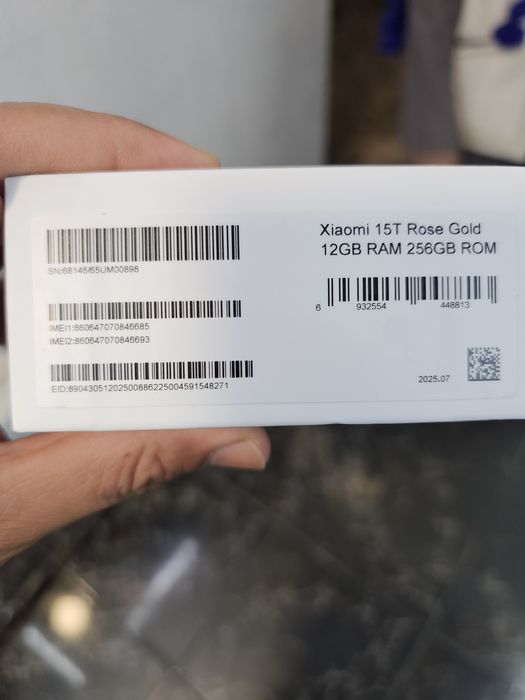 SN:68146/65UM00898
IMEI1:860647070846685
IMEI2:860647070846693
EID:89043051202500886225004591548271
Xiaomi 15T Rose Gold
12GB RAM 256GB ROM
6 932554 448813
2025.07